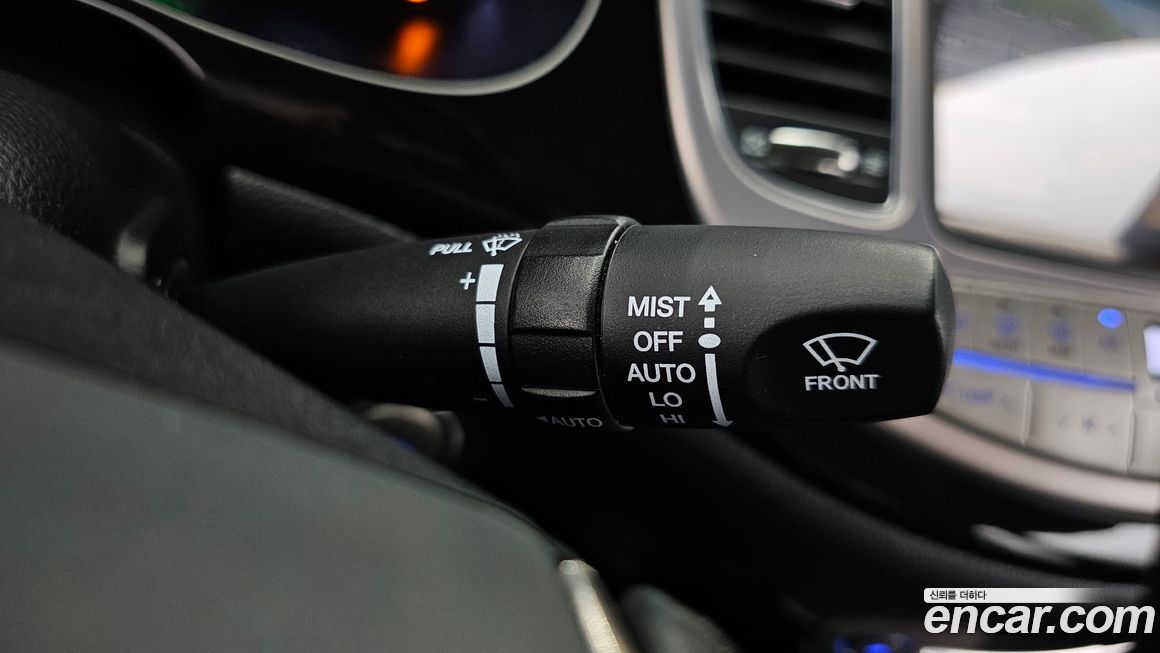 PULL
+
MIST
OFF
AUTO
LO
HI
-
◄AUTO
FRONT
신뢰를 더하다
encar.com